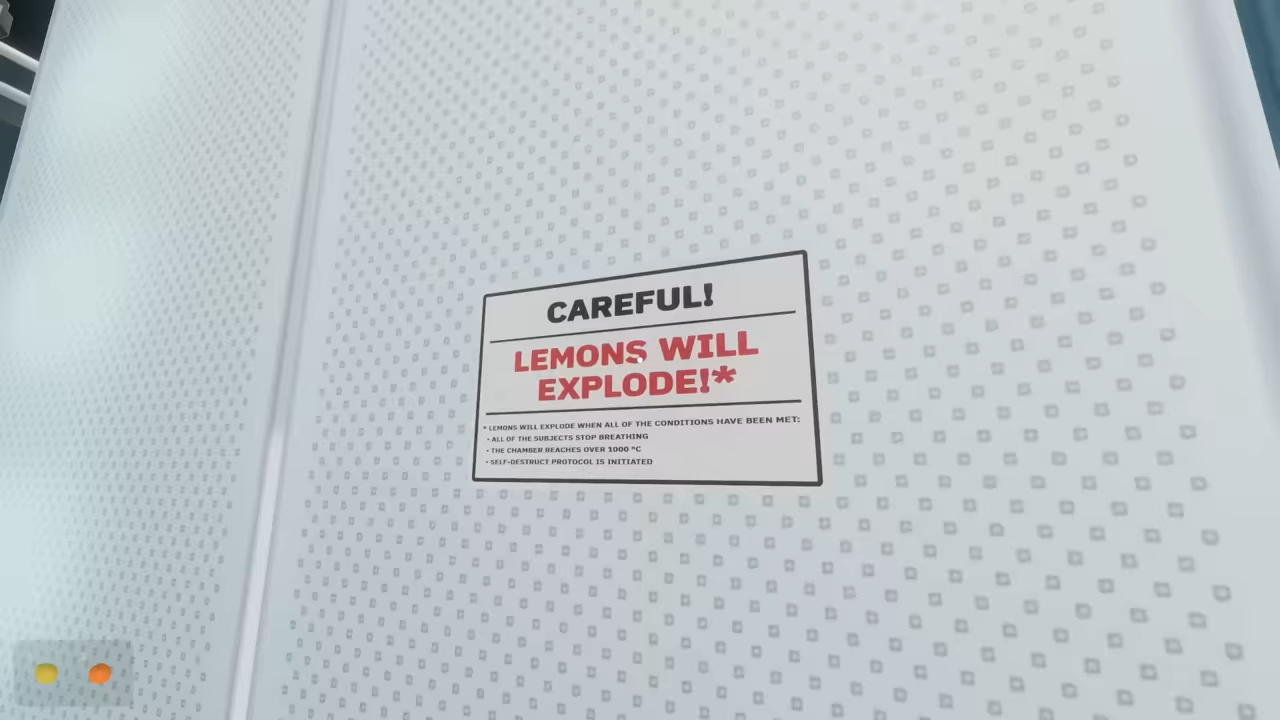 CAREFUL!
LEMONS WILL
EXPLODE!*
* LEMONS WILL EXPLODE WHEN ALL OF THE CONDITIONS HAVE BEEN MET:
• ALL OF THE SUBJECTS STOP BREATHING
• THE CHAMBER REACHES OVER 1000 °C
• SELF-DESTRUCT PROTOCOL IS INITIATED